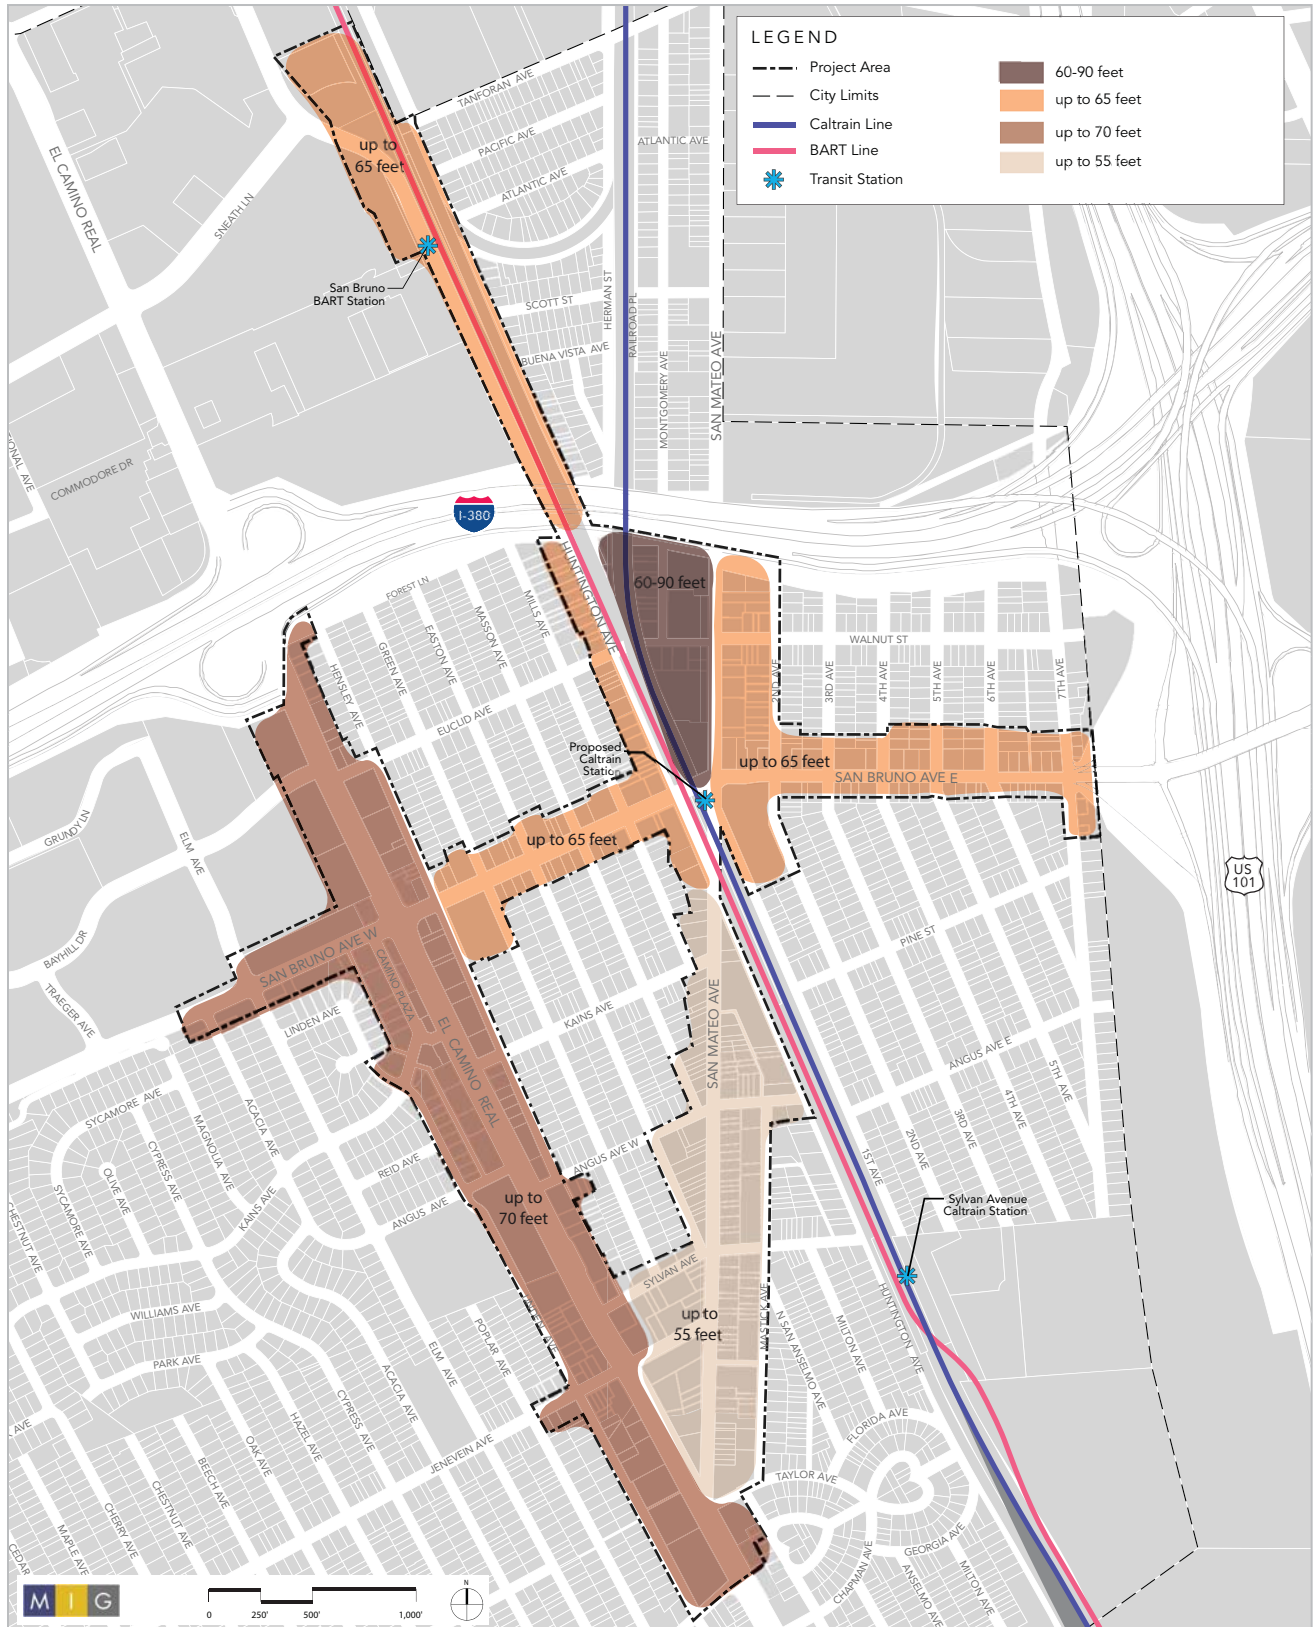 LEGEND
Project Area
City Limits
Caltrain Line
BART Line
Transit Station
60-90 feet
up to 65 feet
up to 70 feet
up to 55 feet
TANFORAN AVE
PACIFIC AVE
ATLANTIC AVE
ATLANTIC AVE
EL CAMINO REAL
SNEATH LN
up to
65 feet
San Bruno
BART Station
SCOTT ST
BUENA VISTA AVE
HERMAN ST
RAILROAD PL
MONTGOMERY AVE
SAN MATEO AVE
COMMODORE DR
I-380
HUNTINGTON AVE
60-90 feet
FOREST LN
MILLS AVE
MASSON AVE
EASTON AVE
GREEN AVE
HENSLEY AVE
EUCLID AVE
WALNUT ST
2ND AVE
3RD AVE
4TH AVE
5TH AVE
6TH AVE
7TH AVE
Proposed
Caltrain
Station
up to 65 feet
SAN BRUNO AVE E
up to 65 feet
GRUNDY LN
ELM AVE
US
101
BAYHILL DR
TRAEGER AVE
SAN BRUNO AVE W
CAMINO PLAZA
LINDEN AVE
EL CAMINO REAL
KAINS AVE
SAN MATEO AVE
PINE ST
ANGUS AVE E
5TH AVE
4TH AVE
3RD AVE
2ND AVE
1ST AVE
SYCAMORE AVE
ACACIA AVE
MAGNOLIA AVE
CYPRESS AVE
OLIVE AVE
SYCAMORE AVE
CHESTNUT AVE
KAINS AVE
REID AVE
ANGUS AVE
ANGUS AVE W
up to
70 feet
Sylvan Avenue
Caltrain Station
SYLVAN AVE
up to
55 feet
MASTICK AVE
N SAN ANSELMO AVE
MILTON AVE
HUNTINGTON AVE
WILLIAMS AVE
PARK AVE
POPLAR AVE
ELM AVE
ACACIA AVE
CYPRESS AVE
HAZEL AVE
OAK AVE
BEECH AVE
CHESTNUT AVE
CHERRY AVE
MAPLE AVE
CEDAR
JENEVEIN AVE
FLORIDA AVE
TAYLOR AVE
GEORGIA AVE
CHAPMAN AVE
ANSELMO AVE
MILTON AVE
MIG
0
250'
500'
1,000'
N